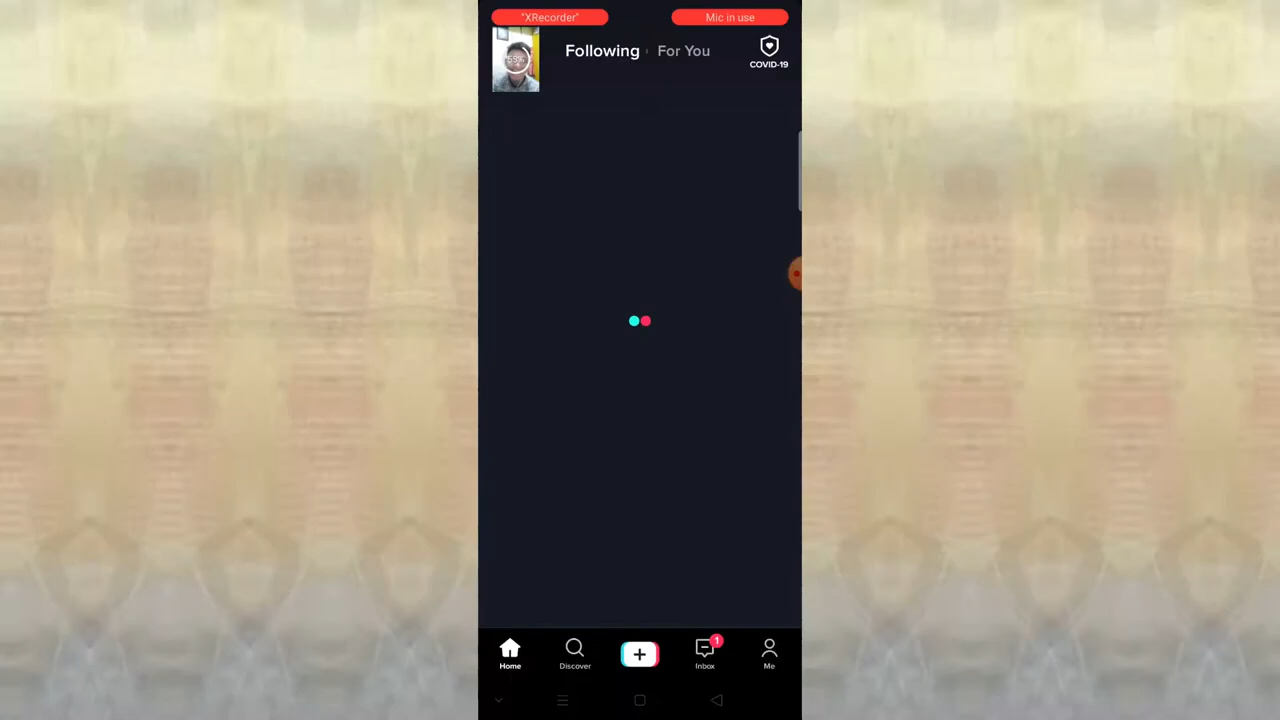 "XRecorder"
Mic in use
Following
For You
COVID-19
Home
Discover
1
Inbox
Me